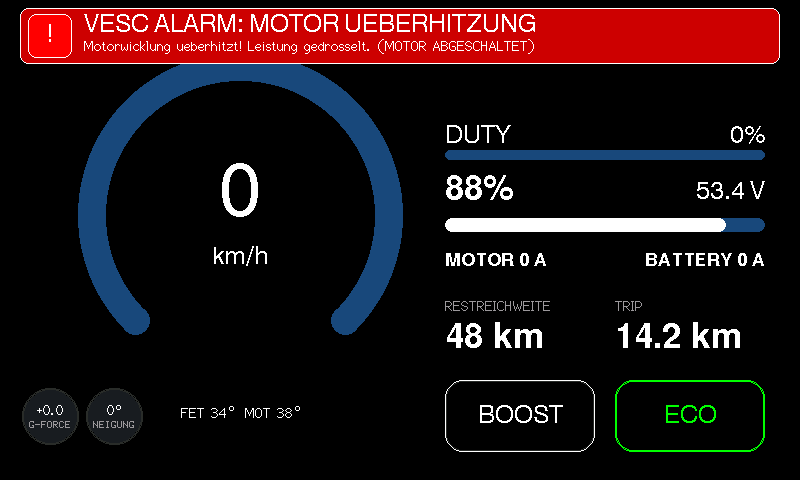 !
VESC ALARM: MOTOR UEBERHITZUNG
Motorwicklung ueberhitzt! Leistung gedrosselt. (MOTOR ABGESCHALTET)
0
km/h
DUTY 0%
88% 53.4 V
MOTOR 0 A BATTERY 0 A
RESTREICHWEITE TRIP
48 km 14.2 km
+0.0
G-FORCE
0°
NEIGUNG
FET 34° MOT 38°
BOOST ECO